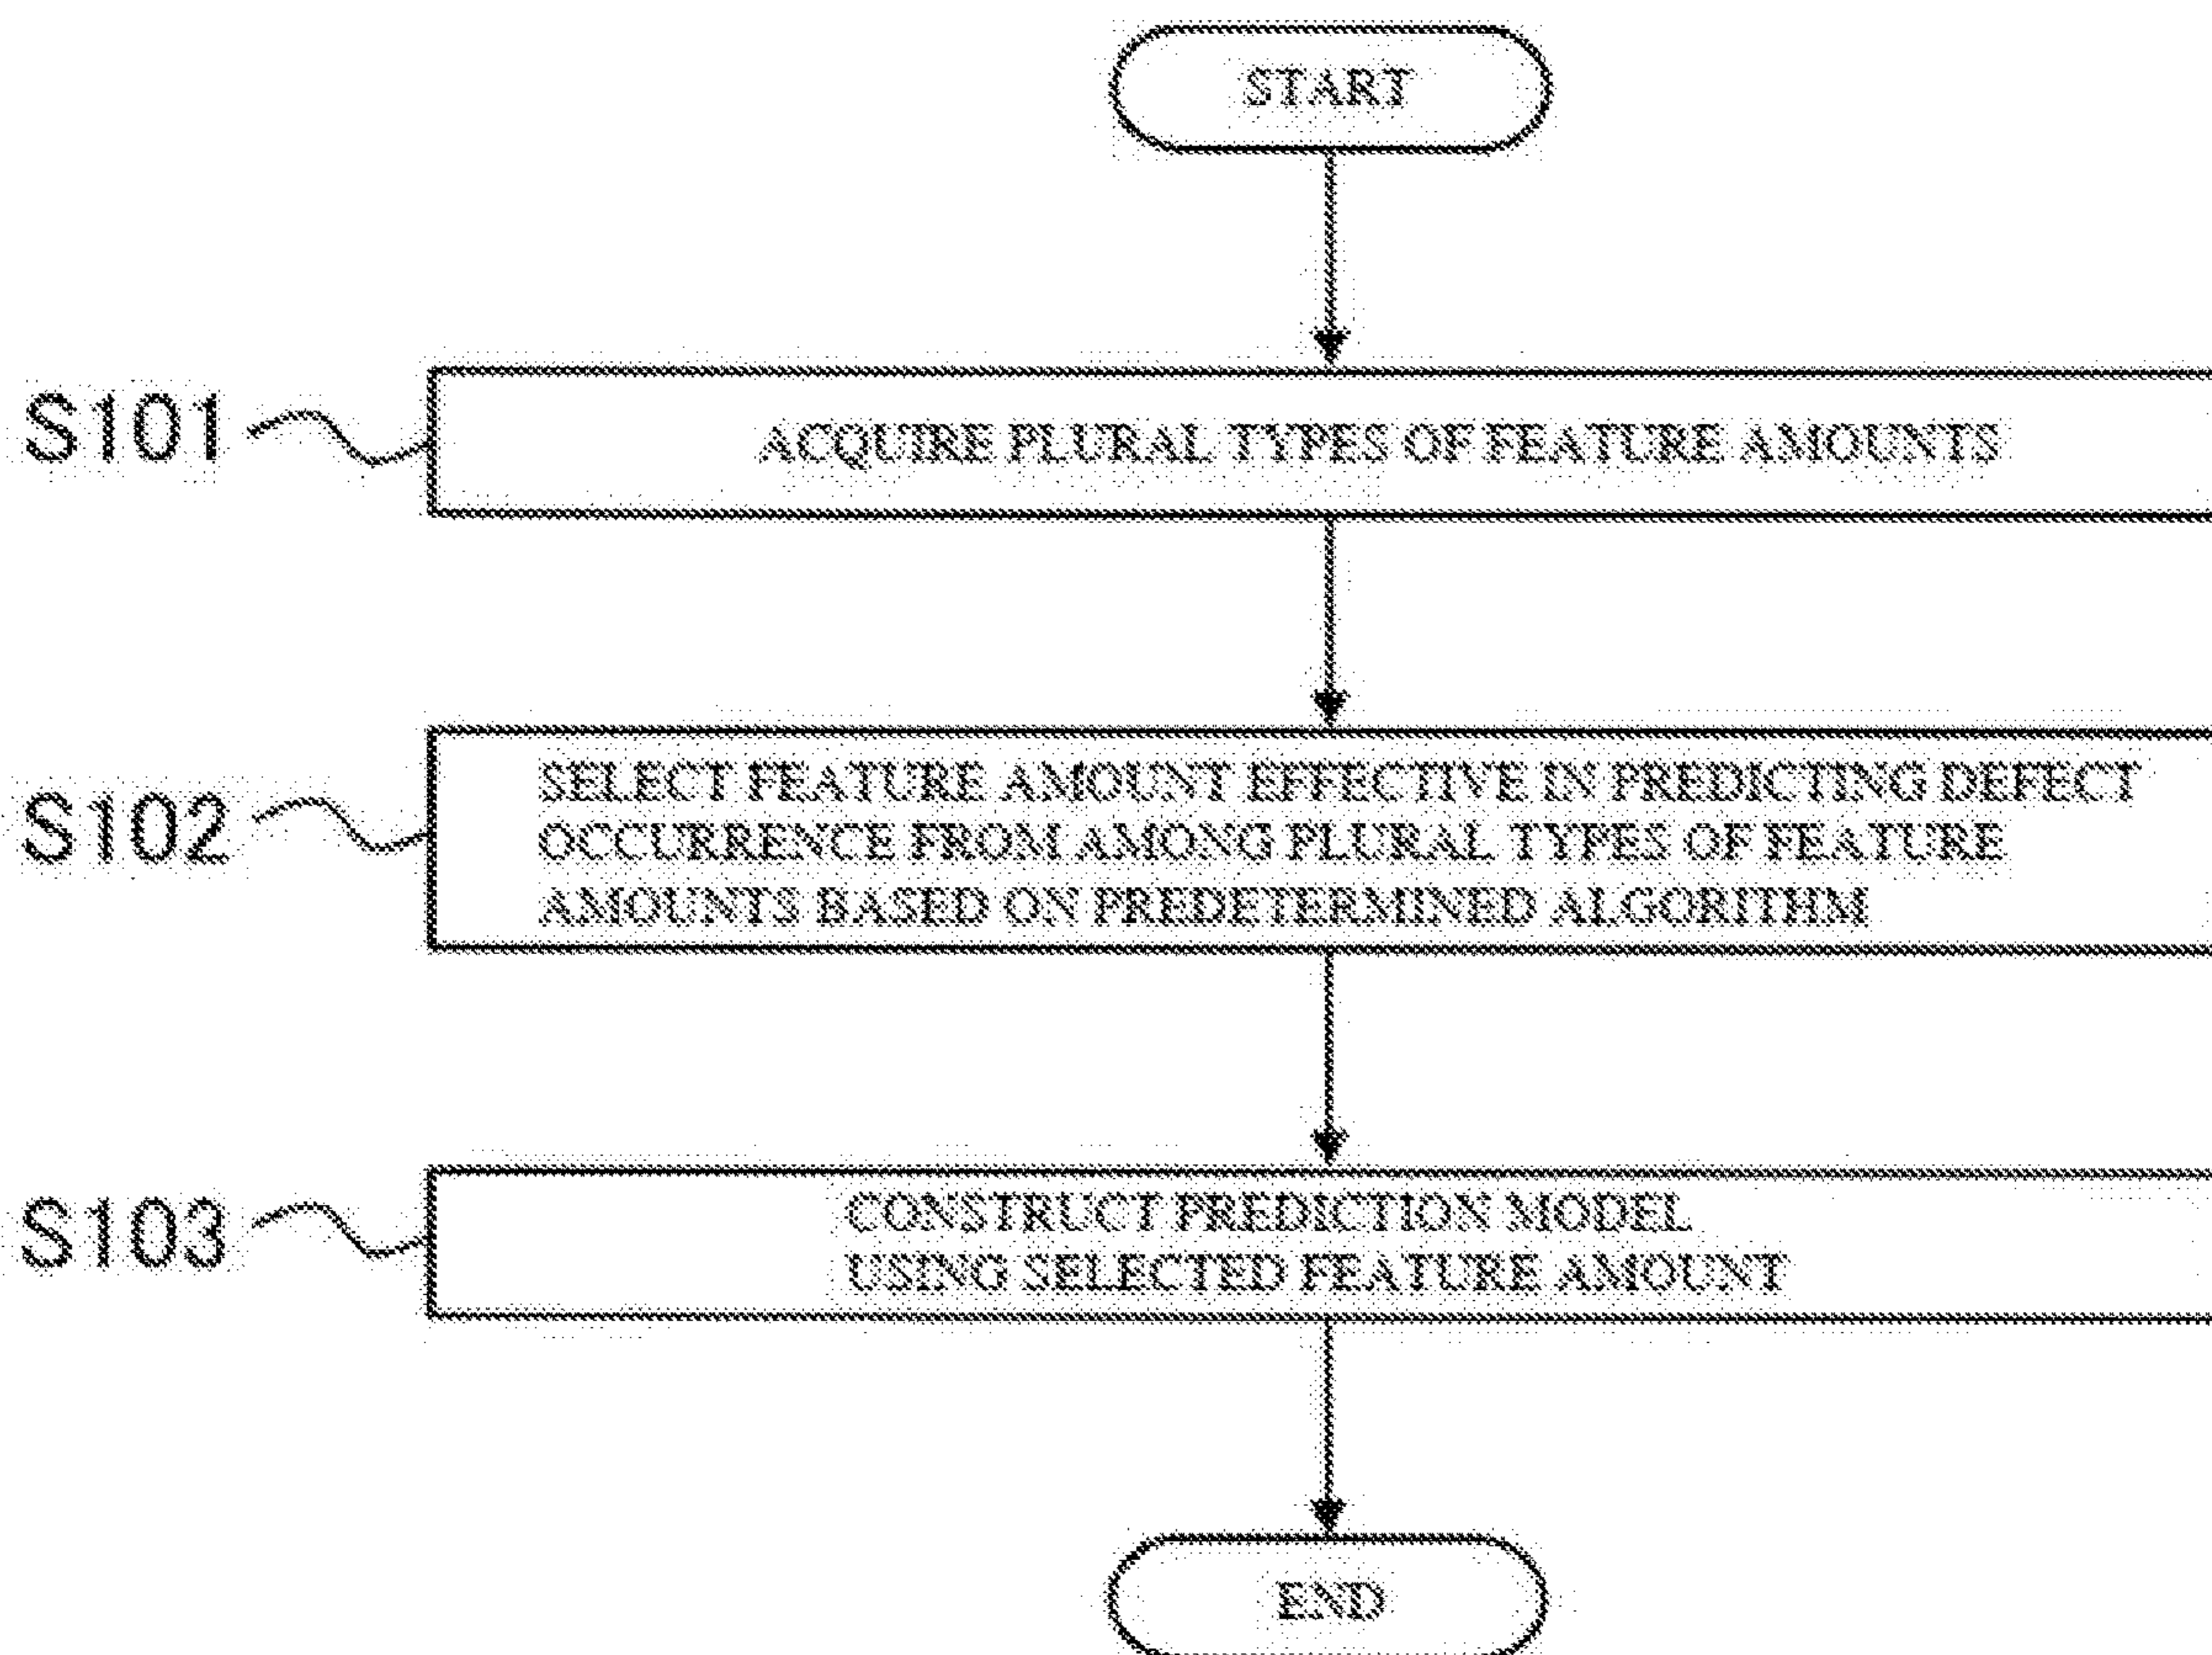 START
S101
ACQUIRE PLURAL TYPES OF FEATURE AMOUNTS
S102
SELECT FEATURE AMOUNT EFFECTIVE IN PREDICTING DEFECT
OCCURRENCE FROM AMONG PLURAL TYPES OF FEATURE
AMOUNTS BASED ON PREDETERMINED ALGORITHM
S103
CONSTRUCT PREDICTION MODEL
USING SELECTED FEATURE AMOUNT
END